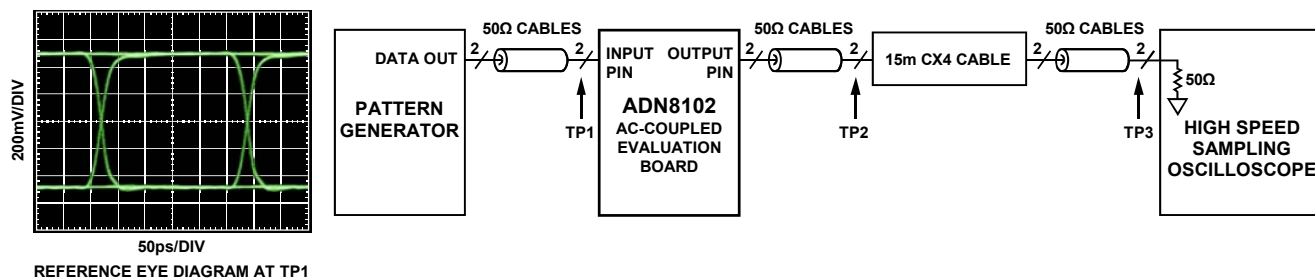 200mV/DIV
50ps/DIV
REFERENCE EYE DIAGRAM AT TP1
DATA OUT
PATTERN
GENERATOR
2
50Ω CABLES
2
TP1
INPUT
PIN
OUTPUT
PIN
ADN8102
AC-COUPLED
EVALUATION
BOARD
2
50Ω CABLES
2
TP2
15m CX4 CABLE
2
50Ω CABLES
2
TP3
50Ω
HIGH SPEED
SAMPLING
OSCILLOSCOPE